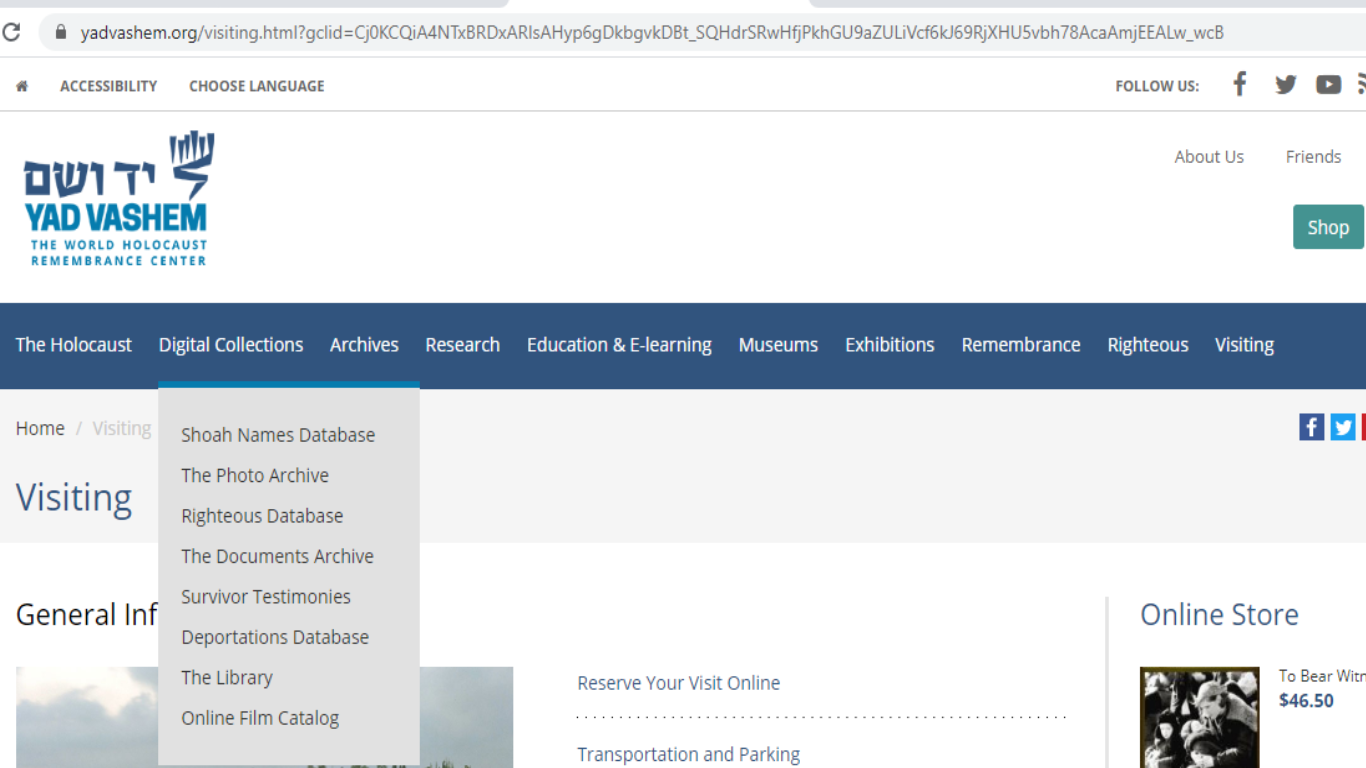 yadvashem.org/visiting.html?gclid=Cj0KCQiA4NTxBRDxARIsAHyp6gDkbgvkDBt_SQHdrSRwHfjPkhGU9aZULiVcf6kJ69RjXHU5vbh78AcaAmjEEALw_wcB
ACCESSIBILITY CHOOSE LANGUAGE FOLLOW US:
יד ושם
YAD VASHEM
THE WORLD HOLOCAUST
REMEMBRANCE CENTER
About Us Friends
Shop
The Holocaust Digital Collections Archives Research Education & E-learning Museums Exhibitions Remembrance Righteous Visiting
Home / Visiting
Visiting
Shoah Names Database
The Photo Archive
Righteous Database
The Documents Archive
Survivor Testimonies
Deportations Database
The Library
Online Film Catalog
General Inf
Reserve Your Visit Online
Transportation and Parking
Online Store
To Bear Witn
$46.50